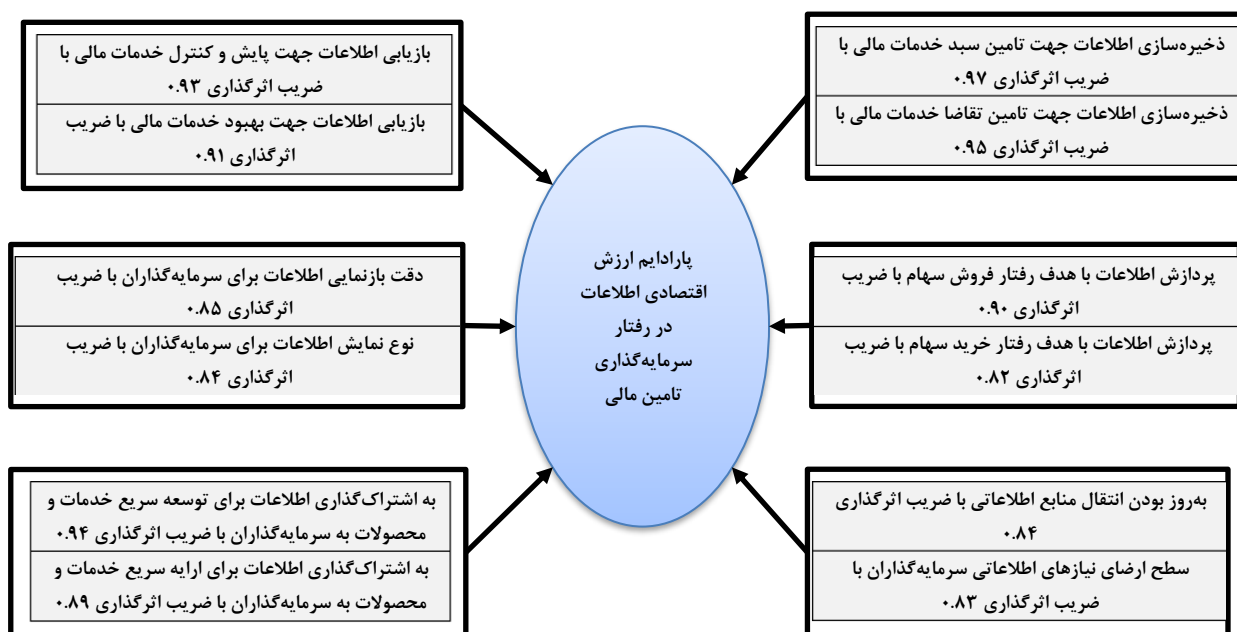 ذخیره‌سازی اطلاعات جهت تامین سبد خدمات مالی با
ضریب اثرگذاری ۰.۹۷
ذخیره‌سازی اطلاعات جهت تامین تقاضا خدمات مالی با
ضریب اثرگذاری ۰.۹۵
بازیابی اطلاعات جهت پایش و کنترل خدمات مالی با
ضریب اثرگذاری ۰.۹۳
بازیابی اطلاعات جهت بهبود خدمات مالی با ضریب
اثرگذاری ۰.۹۱
پردازش اطلاعات با هدف رفتار فروش سهام با ضریب
اثرگذاری ۰.۹۰
پردازش اطلاعات با هدف رفتار خرید سهام با ضریب
اثرگذاری ۰.۸۲
پارادایم ارزش
اقتصادی اطلاعات
در رفتار
سرمایه‌گذاری
تامین مالی
دقت بازنمایی اطلاعات برای سرمایه‌گذاران با ضریب
اثرگذاری ۰.۸۵
نوع نمایش اطلاعات برای سرمایه‌گذاران با ضریب
اثرگذاری ۰.۸۴
به‌روز بودن انتقال منابع اطلاعاتی با ضریب اثرگذاری
۰.۸۴
سطح ارضای نیازهای اطلاعاتی سرمایه‌گذاران با
ضریب اثرگذاری ۰.۸۳
به اشتراک‌گذاری اطلاعات برای توسعه سریع خدمات و
محصولات به سرمایه‌گذاران با ضریب اثرگذاری ۰.۹۴
به اشتراک‌گذاری اطلاعات برای ارایه سریع خدمات و
محصولات به سرمایه‌گذاران با ضریب اثرگذاری ۰.۸۹